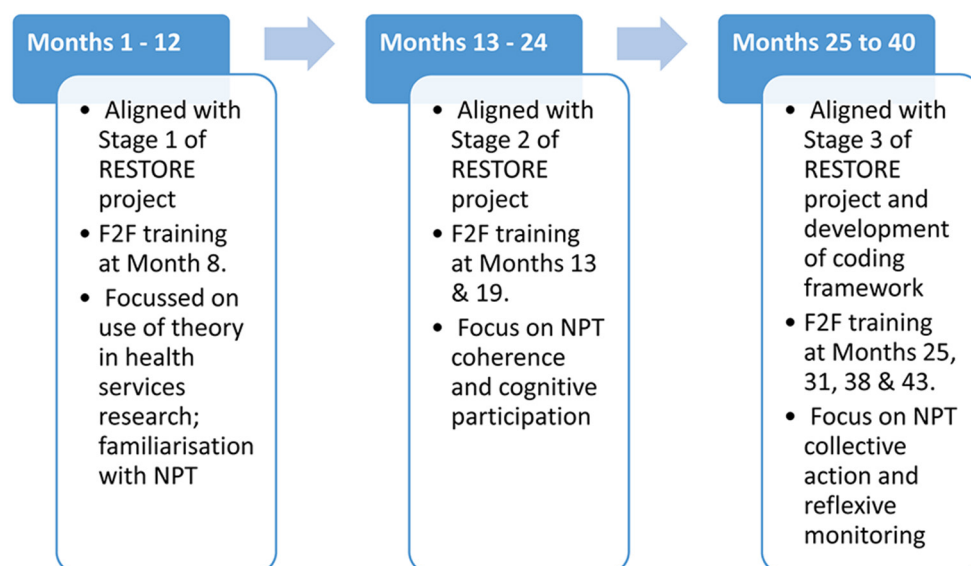 Months 1 - 12
• Aligned with
Stage 1 of
RESTORE
project
• F2F training
at Month 8.
• Focussed on
use of theory
in health
services
research;
familiarisation
with NPT
Months 13 - 24
• Aligned with
Stage 2 of
RESTORE
project
• F2F training
at Months 13
& 19.
• Focus on NPT
coherence
and cognitive
participation
Months 25 to 40
• Aligned with
Stage 3 of
RESTORE
project and
development
of coding
framework
• F2F training
at Months 25,
31, 38 & 43.
• Focus on NPT
collective
action and
reflexive
monitoring